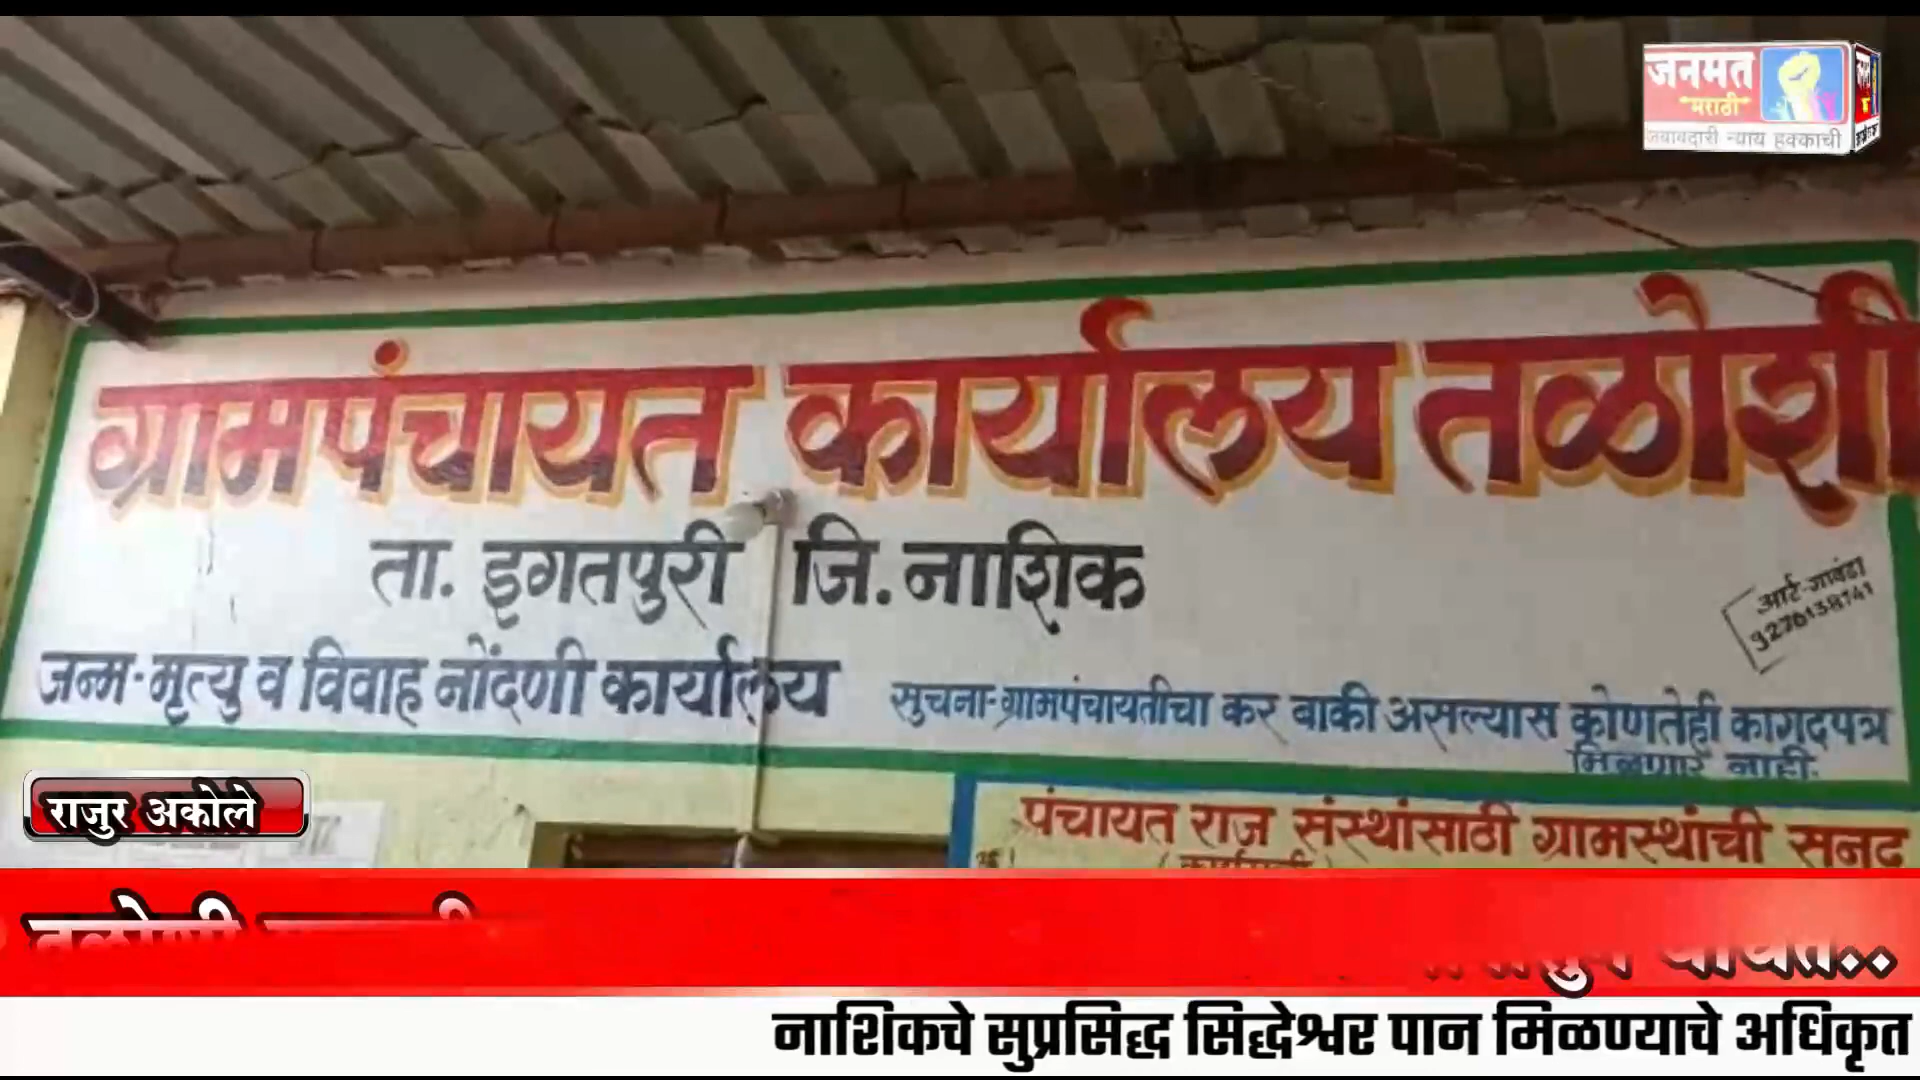 जनमत
मराठी
जबाबदारी न्याय हक्काची
ग्रामपंचायत कार्यालय तळोशी
ता. इगतपुरी जि. नाशिक
आर्ट-गावंडा
जन्म-मृत्यु व विवाह नोंदणी कार्यालय
सुचना-ग्रामपंचायतीचा कर बाकी असल्यास कोणतेही कागदपत्र
मिळणार नाही.
पंचायत राज संस्थांसाठी ग्रामस्थांची सनद
राजुर अकोले
नाशिकचे सुप्रसिद्ध सिद्धेश्वर पान मिळण्याचे अधिकृत